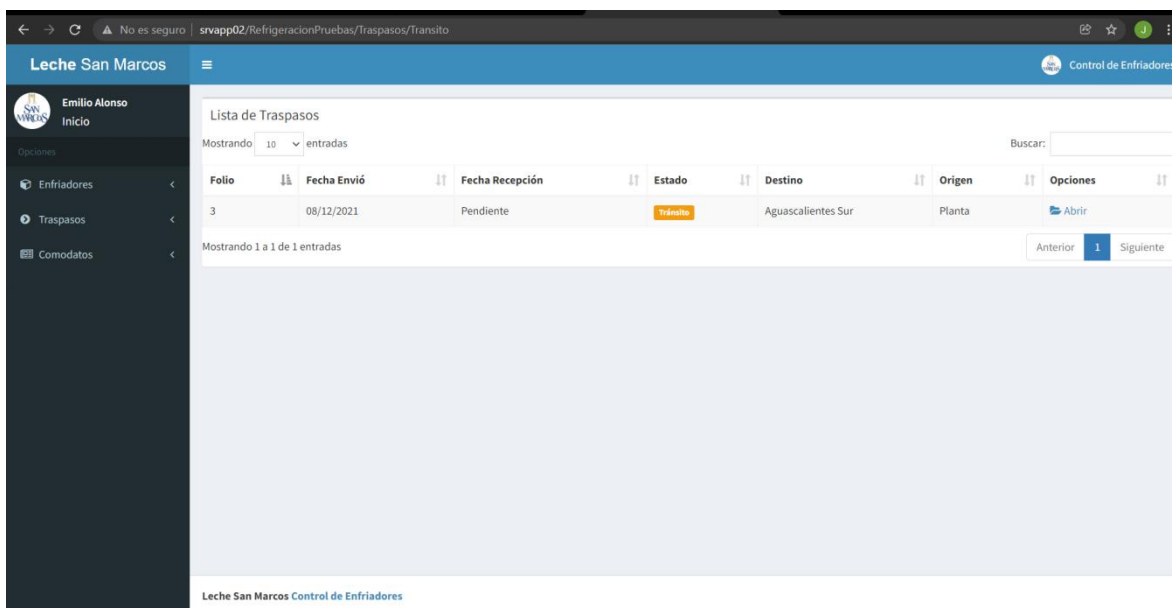 No es seguro srvapp02/RefrigeracionPruebas/Traspasos/Transito J
Leche San Marcos Control de Enfriadores
SAN MARCOS
Emilio Alonso
Inicio
Opciones
Enfriadores
Traspasos
Comodatos
Lista de Traspasos
Mostrando 10 entradas Buscar:
Folio Fecha Envió Fecha Recepción Estado Destino Origen Opciones
3 08/12/2021 Pendiente Tránsito Aguascalientes Sur Planta Abrir
Mostrando 1 a 1 de 1 entradas Anterior 1 Siguiente
Leche San Marcos Control de Enfriadores